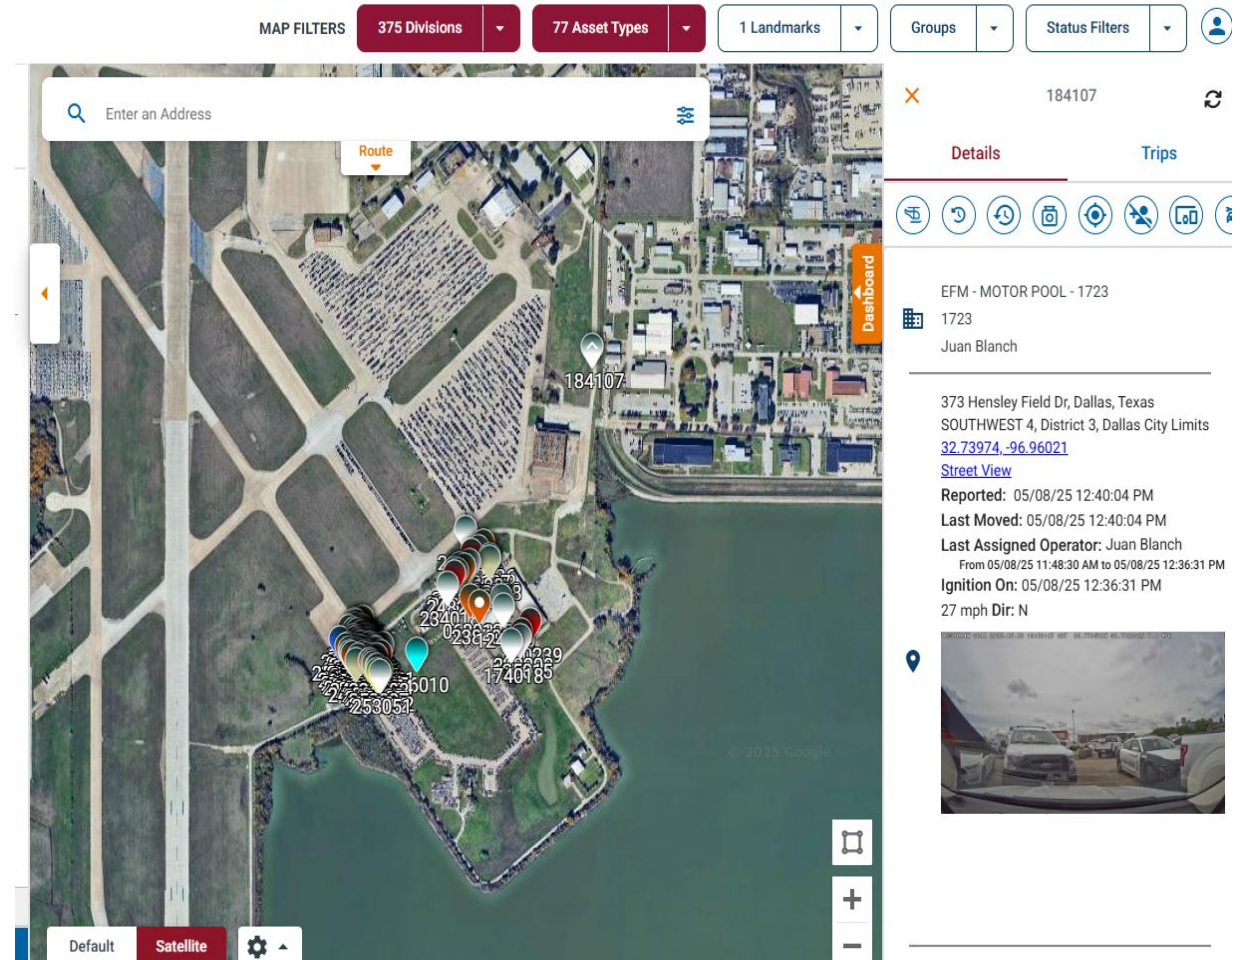 MAP FILTERS
375 Divisions
77 Asset Types
1 Landmarks
Groups
Status Filters
Enter an Address
Route
Dashboard
184107
6010
253051
2340
1740185
Default
Satellite
© 2025 Google
184107
Details
Trips
EFM - MOTOR POOL - 1723
1723
Juan Blanch
373 Hensley Field Dr, Dallas, Texas
SOUTHWEST 4, District 3, Dallas City Limits
32.73974,-96.96021
Street View
Reported: 05/08/25 12:40:04 PM
Last Moved: 05/08/25 12:40:04 PM
Last Assigned Operator: Juan Blanch
From 05/08/25 11:48:30 AM to 05/08/25 12:36:31 PM
Ignition On: 05/08/25 12:36:31 PM
27 mph Dir: N